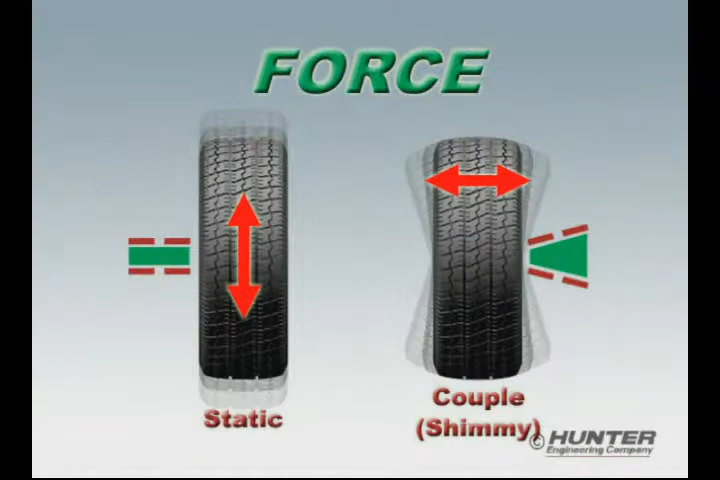 FORCE
Static
Couple
(Shimmy)
© HUNTER
Engineering Company